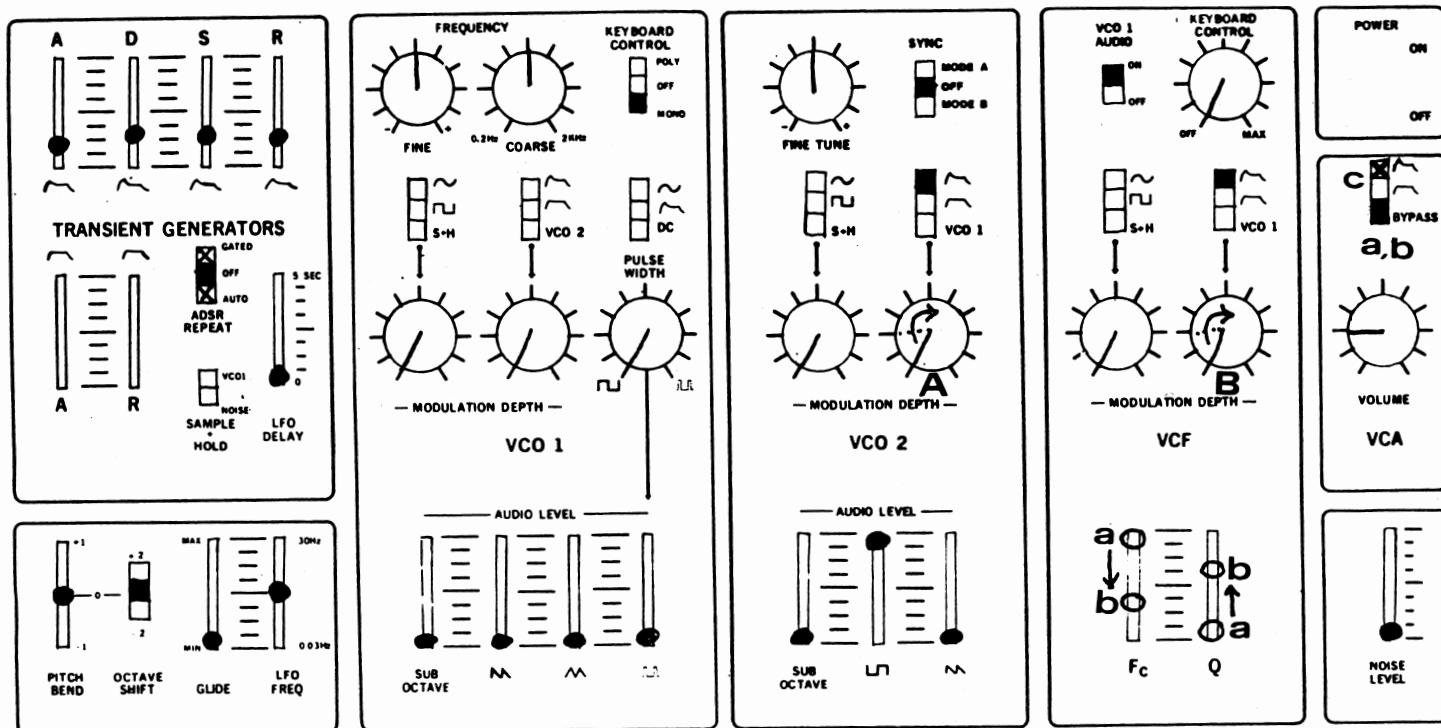 A D S R
TRANSIENT GENERATORS
GATED
OFF
AUTO
ADSR
REPEAT
5 SEC
0
VCO1
NOISE
A R
SAMPLE
+
HOLD
LFO
DELAY
+1
0
-1
PITCH
BEND
+2
2
OCTAVE
SHIFT
MAX
MIN
GLIDE
30Hz
0.03Hz
LFO
FREQ
FREQUENCY
- +
FINE
0.2Hz 2KHz
COARSE
KEYBOARD
CONTROL
POLY
OFF
MONO
S+H
VCO 2
DC
PULSE
WIDTH
— MODULATION DEPTH —
VCO 1
AUDIO LEVEL
SUB
OCTAVE
- +
FINE TUNE
SYNC
MODE A
OFF
MODE B
S+H
VCO 1
A
— MODULATION DEPTH —
VCO 2
AUDIO LEVEL
SUB
OCTAVE
VCO 1
AUDIO
ON
OFF
KEYBOARD
CONTROL
OFF MAX
S+H
VCO 1
B
— MODULATION DEPTH —
VCF
a
b
b
a
Fc Q
POWER
ON
OFF
c
BYPASS
a,b
VOLUME
VCA
NOISE
LEVEL